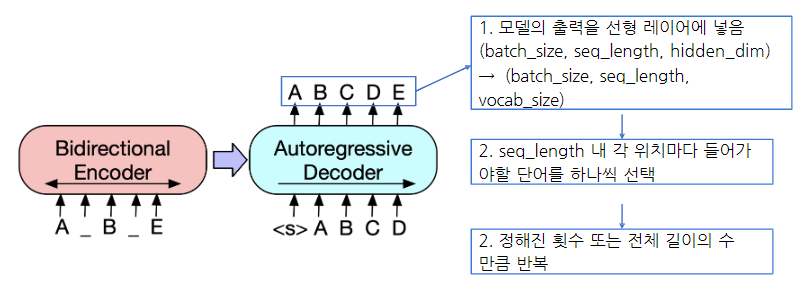 A B C D E
Bidirectional
Encoder
Autoregressive
Decoder
A _ B _ E
<s> A B C D
1. 모델의 출력을 선형 레이어에 넣음
(batch_size, seq_length, hidden_dim)
→ (batch_size, seq_length,
vocab_size)
2. seq_length 내 각 위치마다 들어가
야할 단어를 하나씩 선택
2. 정해진 횟수 또는 전체 길이의 수
만큼 반복